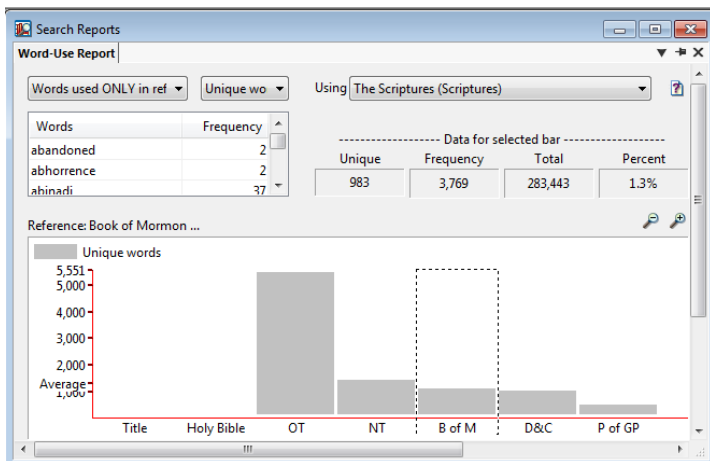 Search Reports
Word-Use Report
Words used ONLY in ref
Unique wo
Using The Scriptures (Scriptures)
Words Frequency
abandoned 2
abhorrence 2
abinadi 37
Data for selected bar
Unique Frequency Total Percent
983 3,769 283,443 1.3%
Reference: Book of Mormon ...
Unique words
5,551
5,000
4,000
3,000
2,000
Average
1,000
Title Holy Bible OT NT B of M D&C P of GP